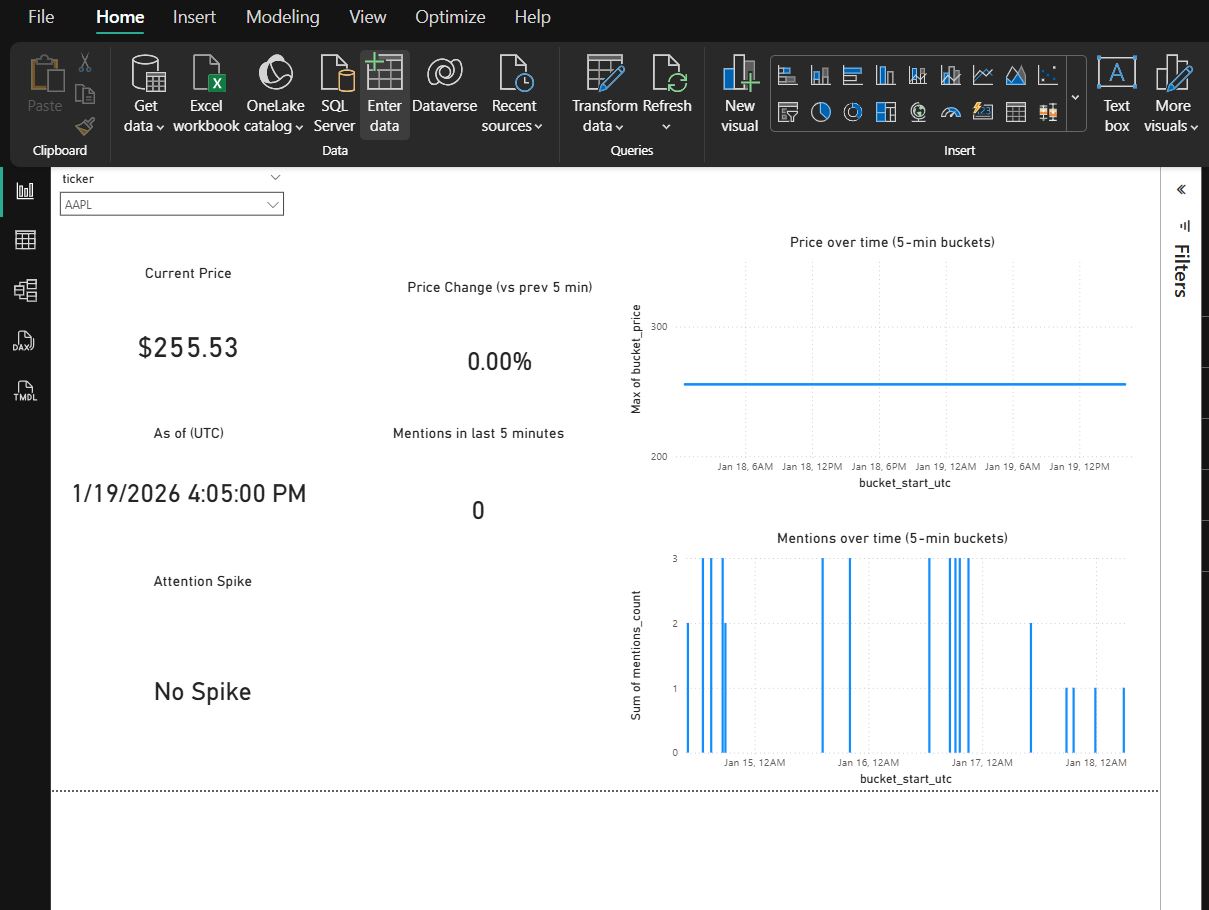 File Home Insert Modeling View Optimize Help
Paste
Clipboard
Get data
Excel workbook
OneLake catalog
SQL Server
Enter data
Dataverse
Recent sources
Data
Transform data
Refresh
Queries
New visual
Text box
More visuals
Insert
DAX
TMDL
ticker
AAPL
Current Price
$255.53
Price Change (vs prev 5 min)
0.00%
As of (UTC)
1/19/2026 4:05:00 PM
Mentions in last 5 minutes
0
Attention Spike
No Spike
Price over time (5-min buckets)
Max of bucket_price
300
200
Jan 18, 6AM Jan 18, 12PM Jan 18, 6PM Jan 19, 12AM Jan 19, 6AM Jan 19, 12PM
bucket_start_utc
Mentions over time (5-min buckets)
Sum of mentions_count
3
2
1
0
Jan 15, 12AM Jan 16, 12AM Jan 17, 12AM Jan 18, 12AM
bucket_start_utc
Filters